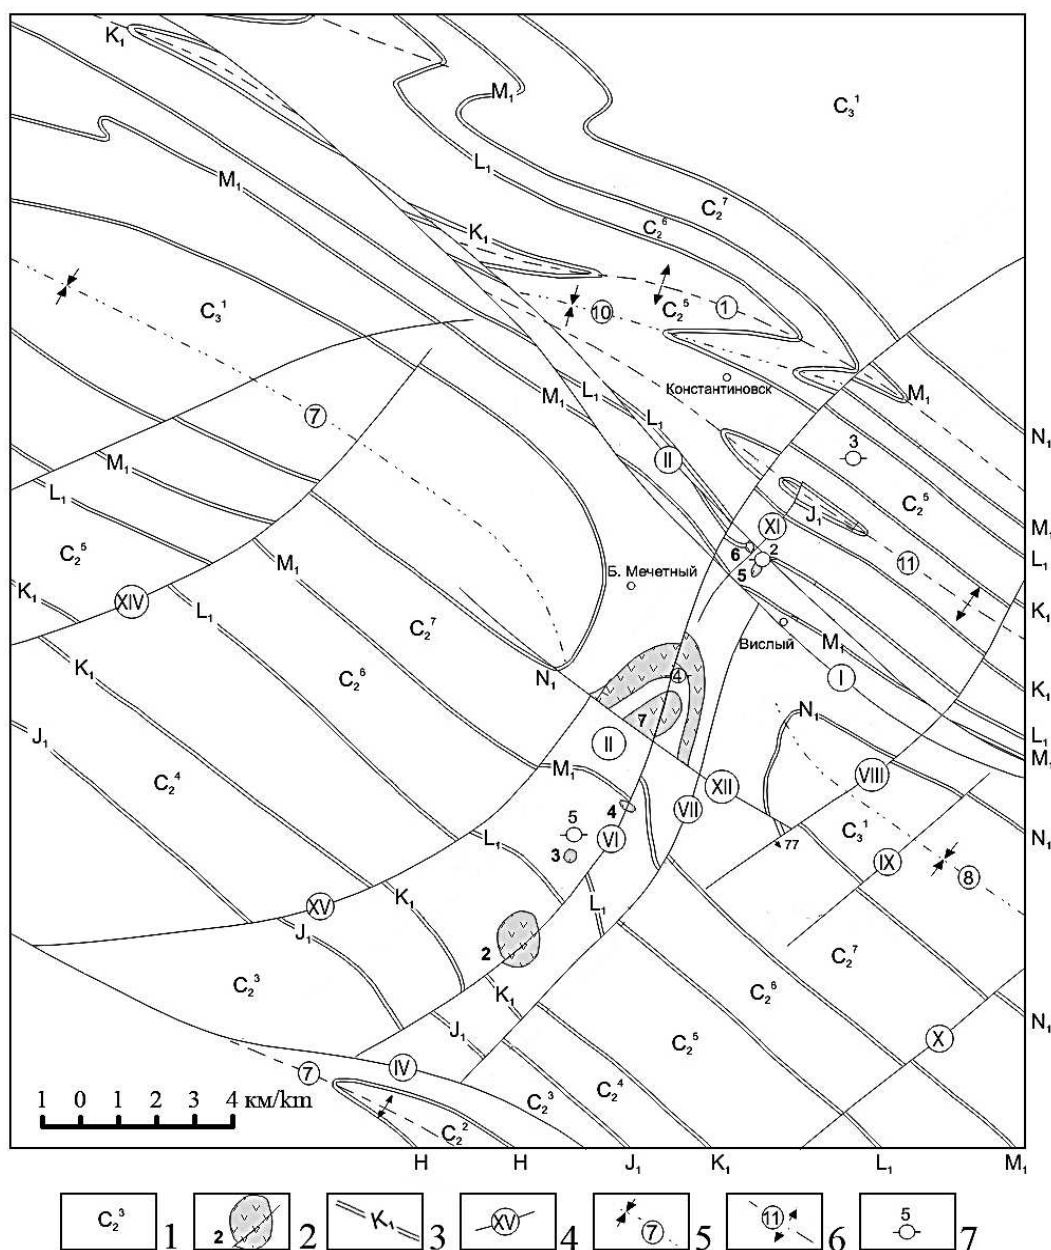 K₁
M₁
C₃¹
L₁
M₁
C₂⁷
C₂⁶
K₁
C₃¹
C₂⁵
10
1
Константиновск
L₁
M₁
L₁
M₁
7
N₁
II
3
M₁
L₁
C₂⁵
J₁
M₁
XI
C₂⁵
6
2
L₁
11
5
Б. Мечетный
M₁
K₁
XIV
L₁
K₁
C₂⁷
Вислый
M₁
K₁
C₂⁶
4
I
N₁
K₁
7
N₁
L₁
J₁
II
M₁
M₁
VIII
C₂⁴
XII
4
VII
C₃¹
5
VI
L₁
77
N₁
3
IX
8
K₁
L₁
XV
J₁
2
C₂⁷
C₂³
K₁
C₂⁶
N₁
J₁
C₂⁵
X
IV
7
C₂⁴
C₂³
1 0 1 2 3 4 км/km
C₂²
H H J₁ K₁ L₁ M₁
C₂³ 1
2 2
K₁ 3
XV 4
7 5
11 6
5 7